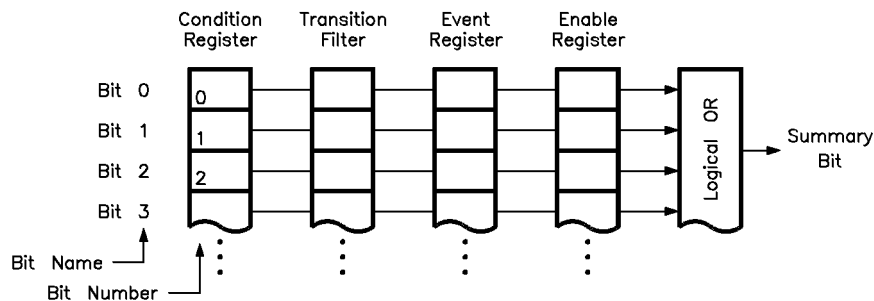 Condition Register
Transition Filter
Event Register
Enable Register
Bit 0
Bit 1
Bit 2
Bit 3
0
1
2
Logical OR
Summary Bit
Bit Name
Bit Number